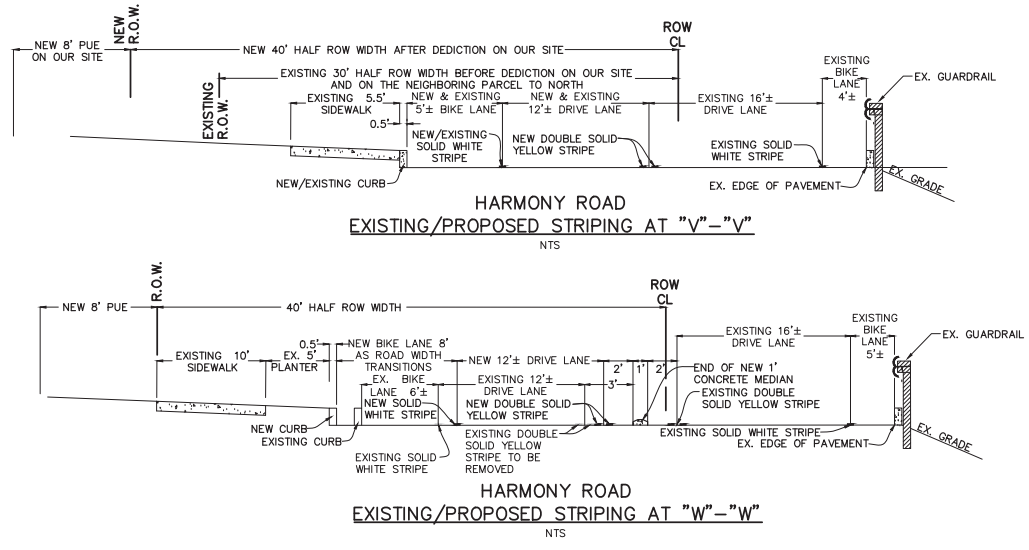 NEW 8' PUE
ON OUR SITE
NEW
R.O.W.
NEW 40' HALF ROW WIDTH AFTER DEDICTION ON OUR SITE
ROW
CL
EXISTING 30' HALF ROW WIDTH BEFORE DEDICTION ON OUR SITE
AND ON THE NEIGHBORING PARCEL TO NORTH
EXISTING
R.O.W.
EXISTING 5.5'
SIDEWALK
0.5'
NEW & EXISTING
5'± BIKE LANE
NEW & EXISTING
12'± DRIVE LANE
EXISTING 16'±
DRIVE LANE
EXISTING
BIKE
LANE
4'±
EX. GUARDRAIL
NEW/EXISTING
SOLID WHITE
STRIPE
NEW DOUBLE SOLID
YELLOW STRIPE
EXISTING SOLID
WHITE STRIPE
NEW/EXISTING CURB
EX. EDGE OF PAVEMENT
EX. GRADE
HARMONY ROAD
EXISTING/PROPOSED STRIPING AT "V"-"V"
NTS
NEW 8' PUE
R.O.W.
40' HALF ROW WIDTH
ROW
CL
EXISTING 10'
SIDEWALK
EX. 5'
PLANTER
0.5'
NEW BIKE LANE 8'
AS ROAD WIDTH
TRANSITIONS
EX. BIKE
LANE 6'±
NEW 12'± DRIVE LANE
EXISTING 12'±
DRIVE LANE
2'
1'
2'
3'
EXISTING 16'±
DRIVE LANE
EXISTING
BIKE
LANE
5'±
EX. GUARDRAIL
END OF NEW 1'
CONCRETE MEDIAN
EXISTING DOUBLE
SOLID YELLOW STRIPE
NEW SOLID
WHITE STRIPE
NEW DOUBLE SOLID
YELLOW STRIPE
NEW CURB
EXISTING CURB
EXISTING SOLID
WHITE STRIPE
EXISTING DOUBLE
SOLID YELLOW
STRIPE TO BE
REMOVED
EXISTING SOLID WHITE STRIPE
EX. EDGE OF PAVEMENT
EX. GRADE
HARMONY ROAD
EXISTING/PROPOSED STRIPING AT "W"-"W"
NTS